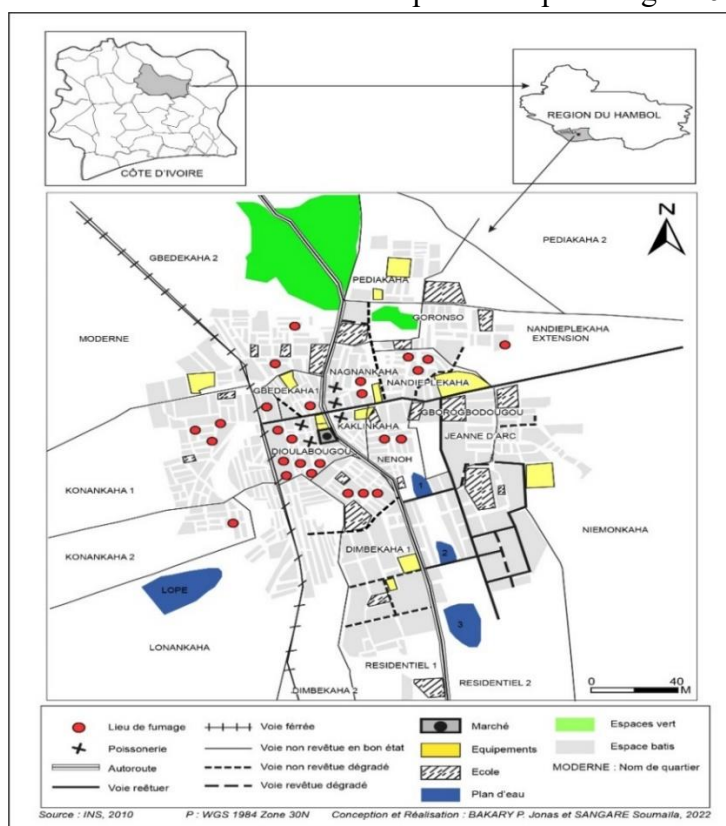 CÔTE D'IVOIRE
REGION DU HAMBOL
N
GBEDEKAHA 2
PEDIAKAHA 2
PEDIAKAHA
GORONSO
MODERNE
NANDIEPLEKAHA
EXTENSION
NAGNANKAHA
GBEDEKAHA1
NANDIEPLEKAHA
GBOROGBODOUGOU
KAKLINKAHA
JEANNE D'ARC
DIOULABOUGOU
NENOH
KONANKAHA 1
1
NIEMONKAHA
KONANKAHA 2
DIMBEKAHA 1
2
LOPE
3
LONANKAHA
RESIDENTIEL 1
RESIDENTIEL 2
DIMBEKAHA 2
0 40
M
Lieu de fumage
Voie férrée
Marché
Espaces vert
Poissonerie
Voie non revêtue en bon état
Equipements
Espace batis
Autoroute
Voie non revêtue dégradé
Ecole
MODERNE : Nom de quartier
Voie reêtuer
Voie revêtue dégradé
Plan d'eau
Source : INS, 2010 P : WGS 1984 Zone 30N Conception et Réalisation : BAKARY P. Jonas et SANGARE Soumaila, 2022